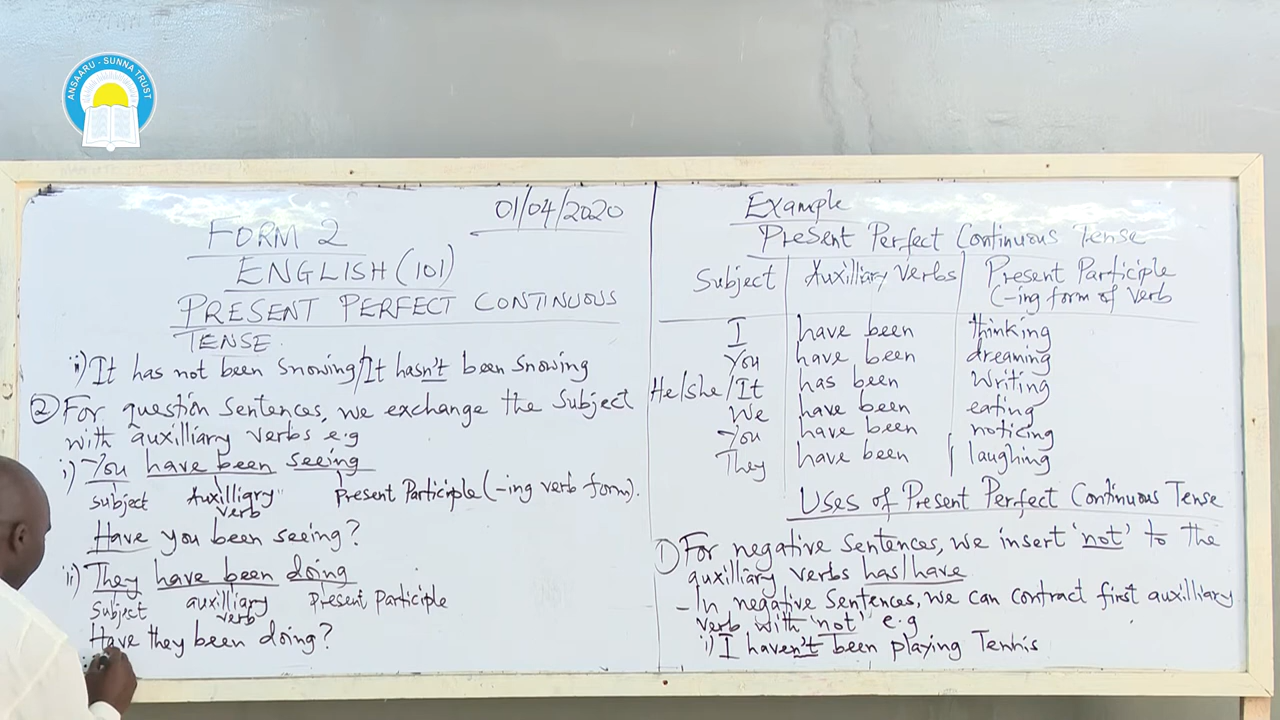 ANSAARU - SUNNA TRUST
01/04/2020
FORM 2
ENGLISH (101)
PRESENT PERFECT CONTINUOUS
TENSE.
ii) It has not been snowing/It hasn't been snowing
② For question sentences, we exchange the subject
with auxilliary verbs e.g
i) You have been seeing
Subject Auxilliary Present Participle (-ing verb form).
verb
Have you been seeing?
ii) They have been doing
Subject auxilliary Present Participle
verb
Have they been doing?
Example
Present Perfect Continuous Tense
Subject Auxilliary Verbs Present Participle
(-ing form of verb
I have been thinking
You have been dreaming
He/she/It has been writing
We have been eating
You have been noticing
They have been laughing
Uses of Present Perfect Continuous Tense
① For negative sentences, we insert 'not' to the
auxilliary verbs has/have
- In negative sentences, we can contract first auxilliary
verb with 'not' e.g
i) I haven't been playing Tennis